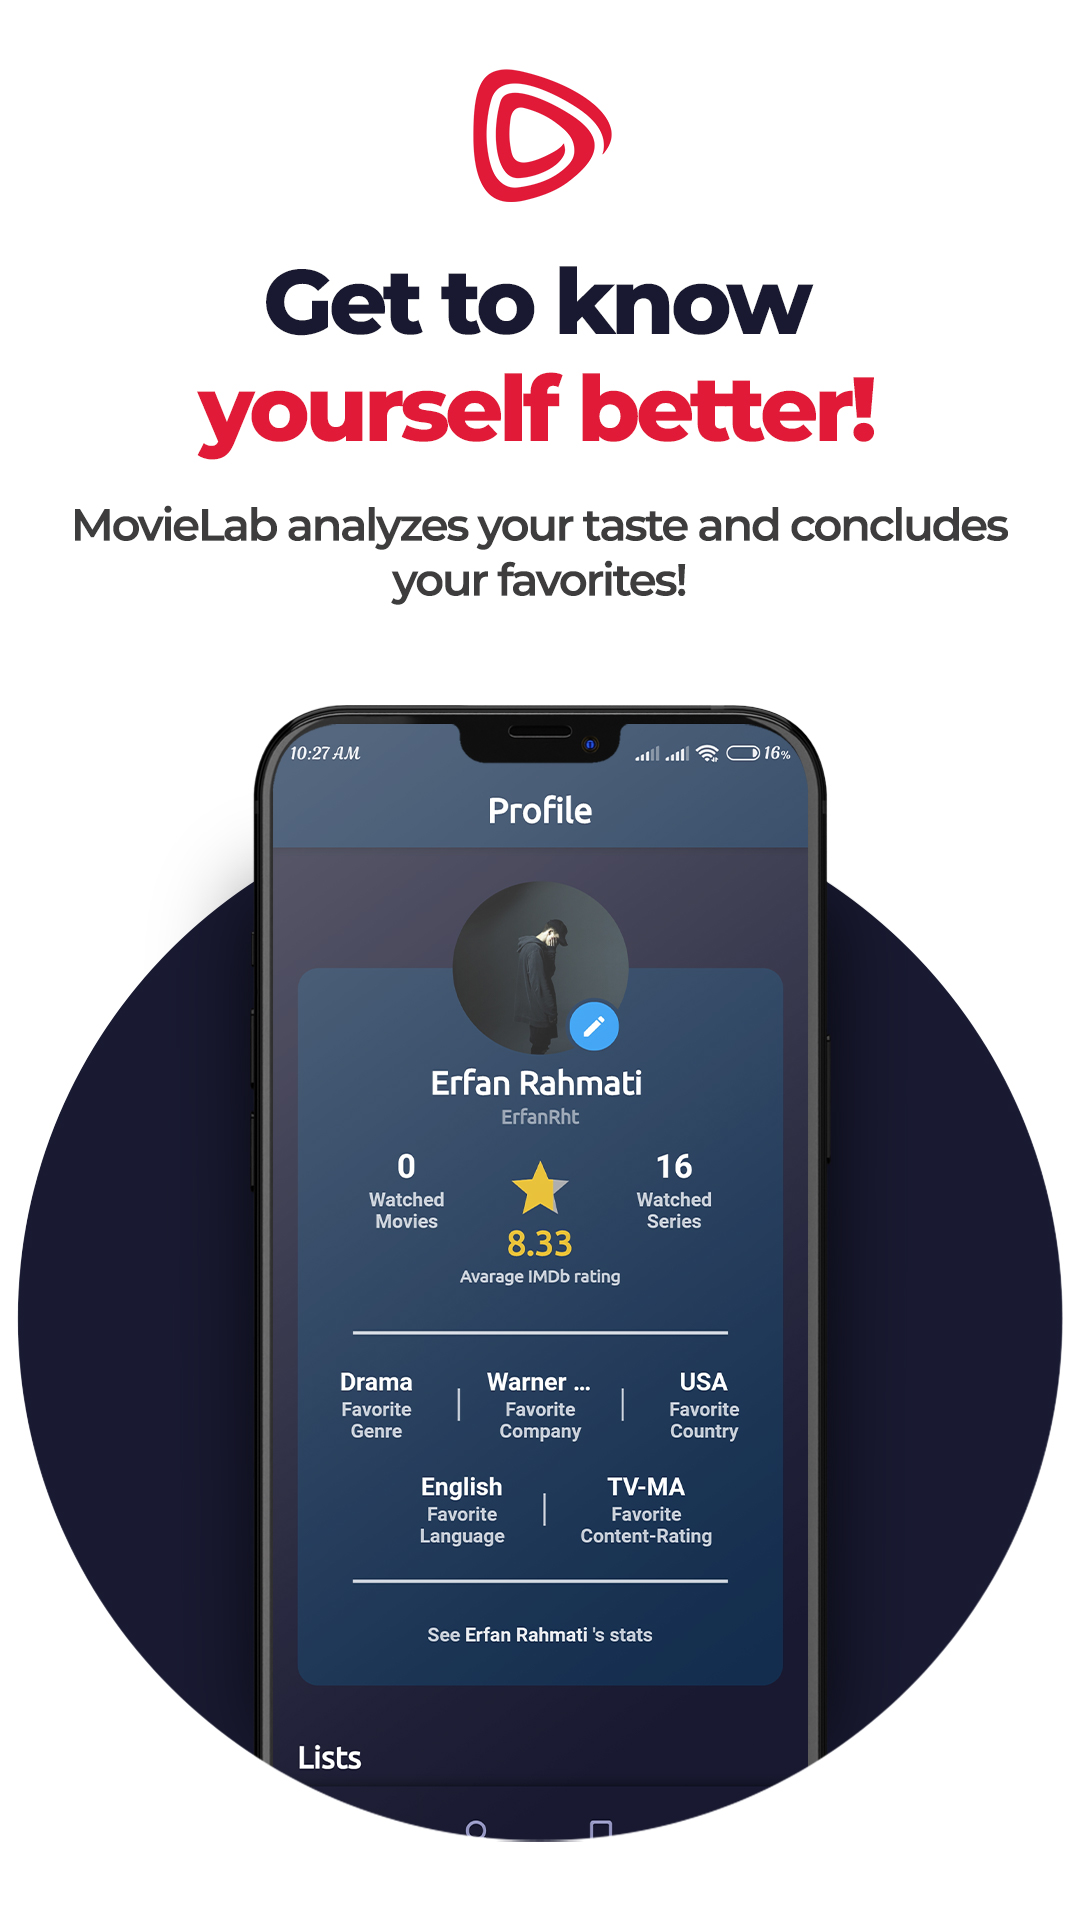 Get to know
yourself better!
MovieLab analyzes your taste and concludes
your favorites!
10:27 AM
16%
Profile
Erfan Rahmati
ErfanRht
0
Watched
Movies
8.33
Avarage IMDb rating
16
Watched
Series
Drama
Favorite
Genre
Warner ...
Favorite
Company
USA
Favorite
Country
English
Favorite
Language
TV-MA
Favorite
Content-Rating
See Erfan Rahmati 's stats
Lists